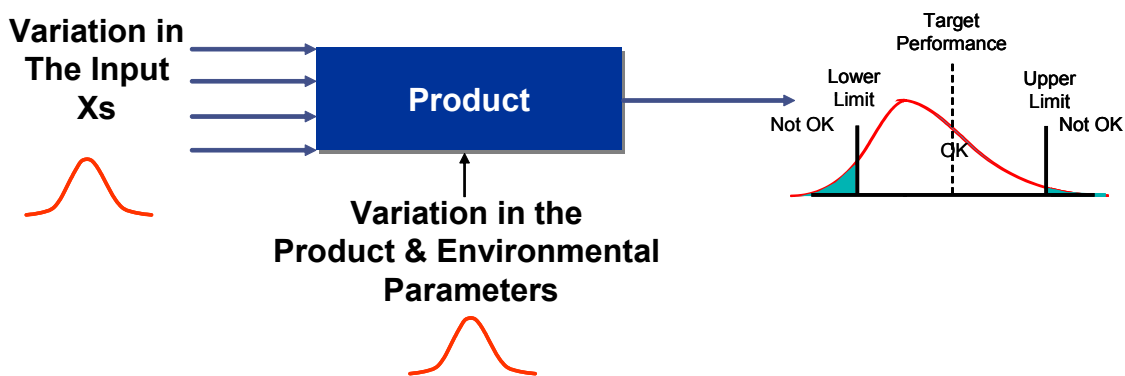 Variation in
The Input
Xs
Product
Variation in the
Product & Environmental
Parameters
Target
Performance
Lower
Limit
Upper
Limit
Not OK
OK
Not OK